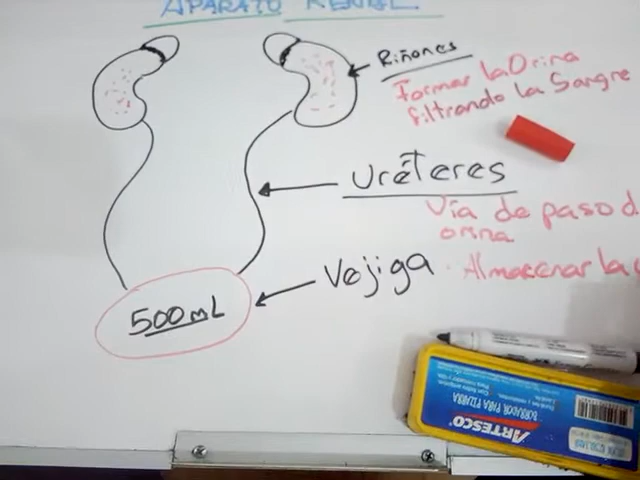 APARATO RENAL
Riñones
Formar la Orina
filtrando la Sangre
Uréteres
Vía de paso d
orina
Vejiga
Almacenar la
500mL
ARTESCO
BORRADOR PARA PIZARRA